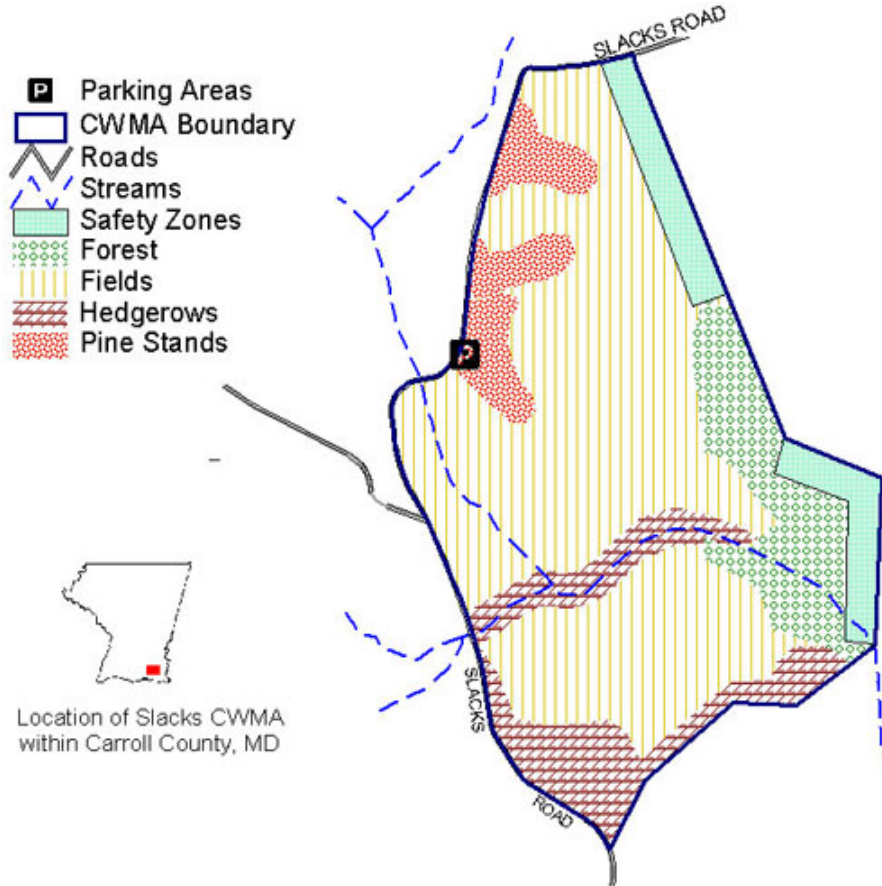 SLACKS ROAD
P Parking Areas
CWMA Boundary
Roads
Streams
Safety Zones
Forest
Fields
Hedgerows
Pine Stands
P
SLACKS
ROAD
Location of Slacks CWMA
within Carroll County, MD